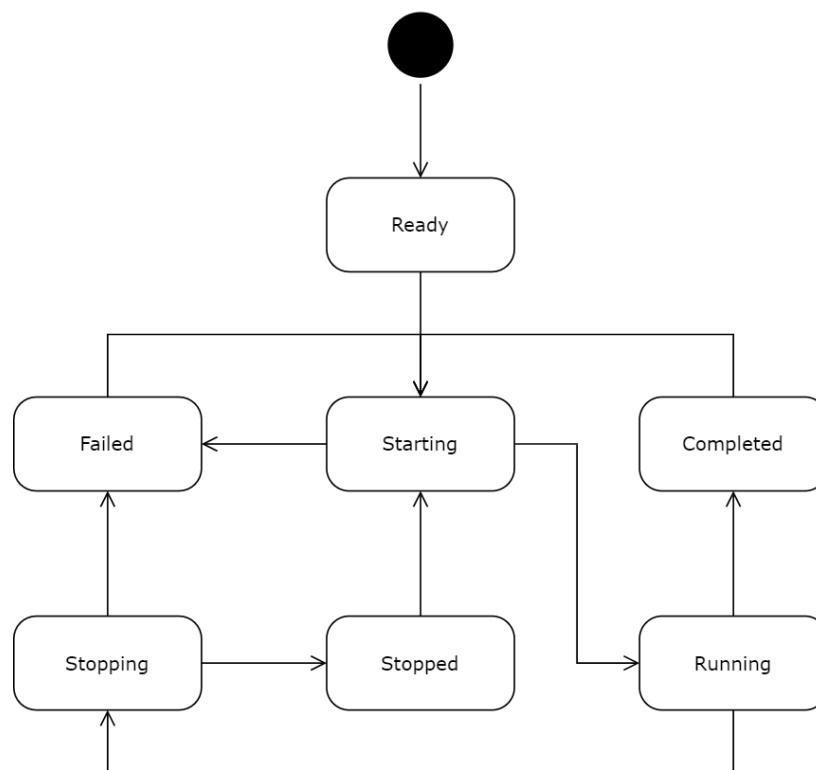 Ready
Failed
Starting
Completed
Stopping
Stopped
Running